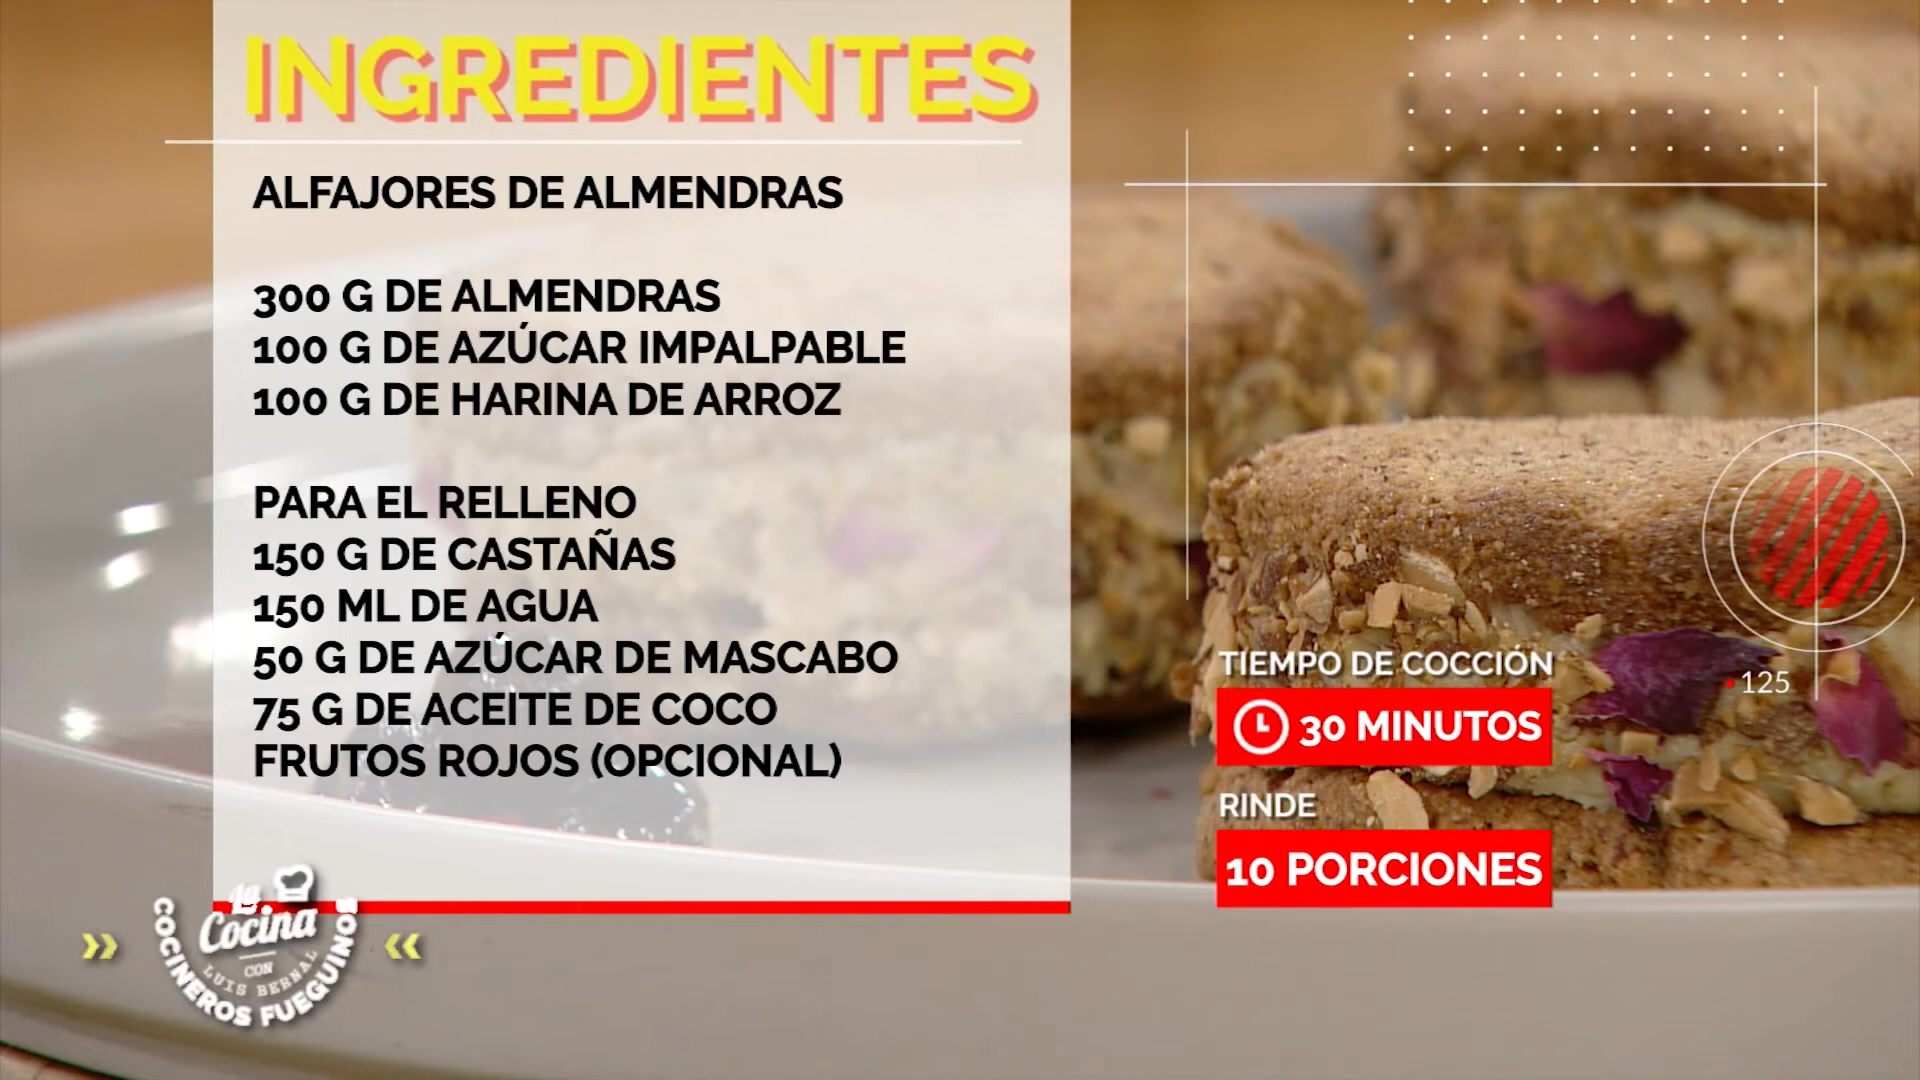 INGREDIENTES
ALFAJORES DE ALMENDRAS
300 G DE ALMENDRAS
100 G DE AZÚCAR IMPALPABLE
100 G DE HARINA DE ARROZ
PARA EL RELLENO
150 G DE CASTAÑAS
150 ML DE AGUA
50 G DE AZÚCAR DE MASCABO
75 G DE ACEITE DE COCO
FRUTOS ROJOS (OPCIONAL)
TIEMPO DE COCCIÓN
30 MINUTOS
RINDE
10 PORCIONES
125
La
Cocina
CON
LUIS BERNAL
COCINEROS FUEGUINOS